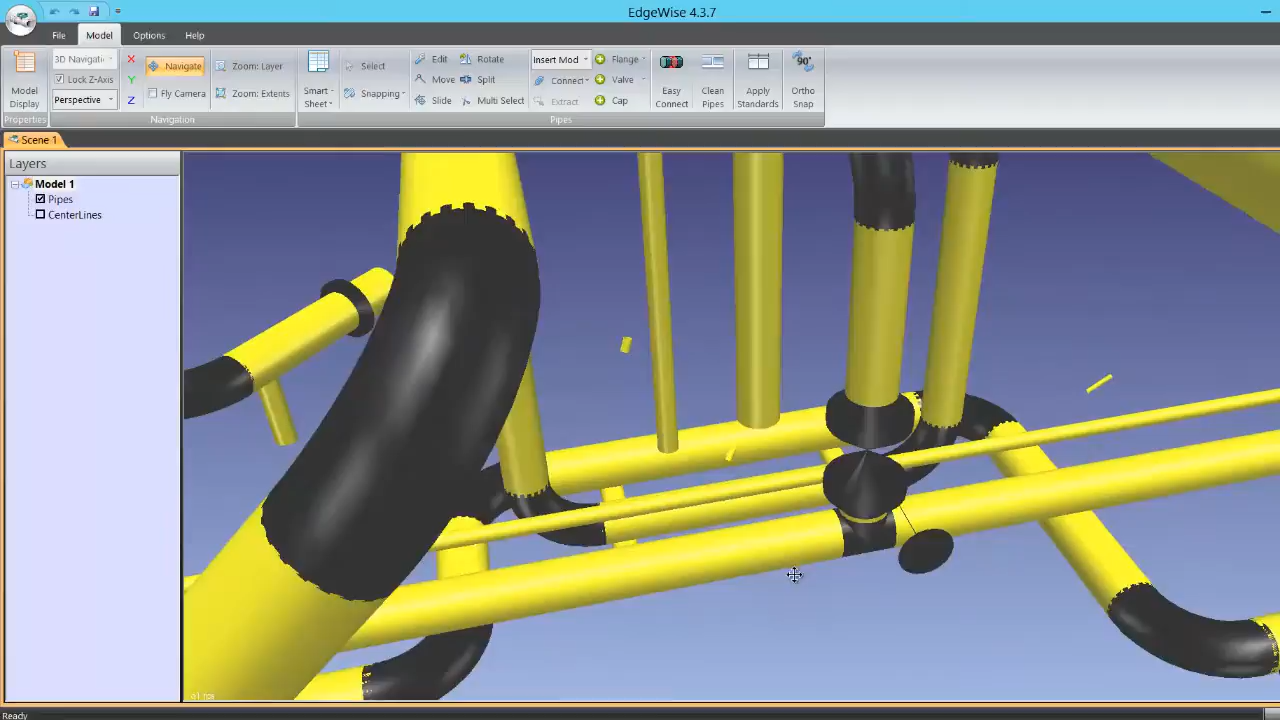 EdgeWise 4.3.7
File Model Options Help
Model Display
3D Navigati
Lock Z-Axis
Perspective
X
Y
Z
Navigate
Fly Camera
Zoom: Layer
Zoom: Extents
Smart Sheet
Select
Snapping
Edit
Move
Slide
Rotate
Split
Multi Select
Insert Mod
Connect
Extract
Flange
Valve
Cap
Easy Connect
Clean Pipes
Apply Standards
90°
Ortho Snap
Properties Navigation Pipes
Scene 1
Layers
Model 1
Pipes
CenterLines
Ready